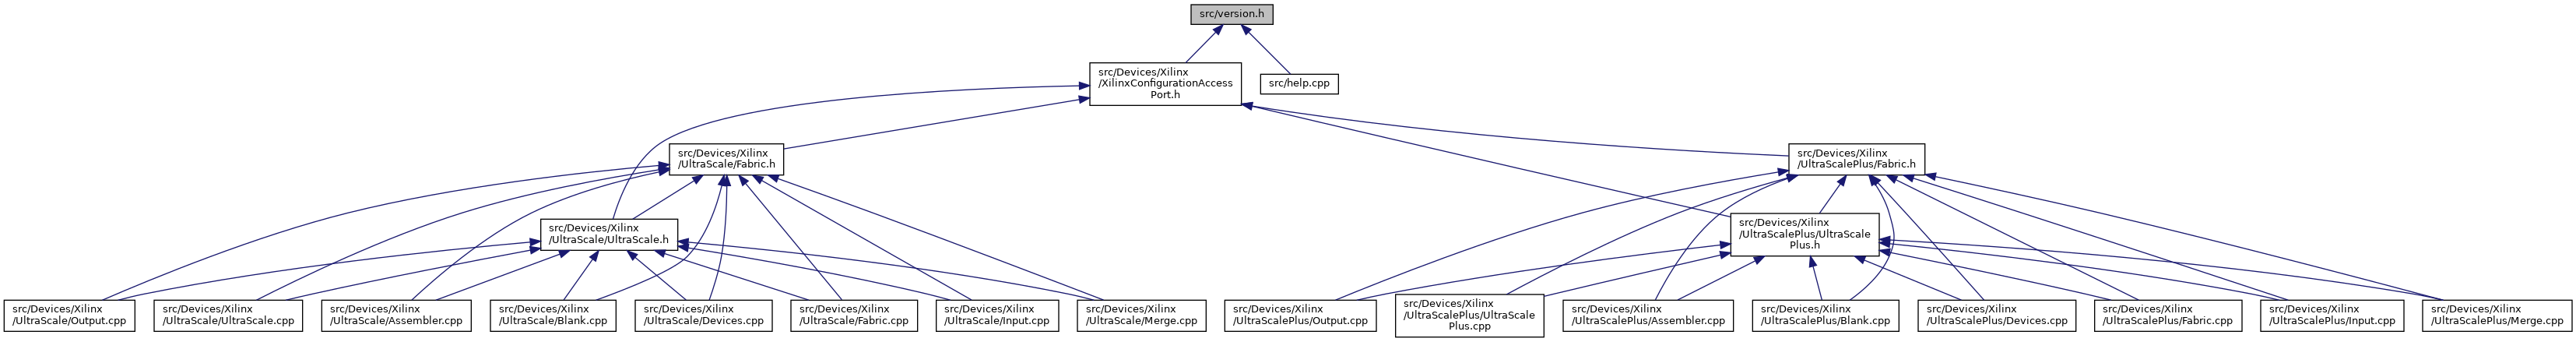 src/version.h
src/Devices/Xilinx
/XilinxConfigurationAccess
Port.h
src/help.cpp
src/Devices/Xilinx
/UltraScale/Fabric.h
src/Devices/Xilinx
/UltraScalePlus/Fabric.h
src/Devices/Xilinx
/UltraScale/UltraScale.h
src/Devices/Xilinx
/UltraScalePlus/UltraScale
Plus.h
src/Devices/Xilinx
/UltraScale/Output.cpp
src/Devices/Xilinx
/UltraScale/UltraScale.cpp
src/Devices/Xilinx
/UltraScale/Assembler.cpp
src/Devices/Xilinx
/UltraScale/Blank.cpp
src/Devices/Xilinx
/UltraScale/Devices.cpp
src/Devices/Xilinx
/UltraScale/Fabric.cpp
src/Devices/Xilinx
/UltraScale/Input.cpp
src/Devices/Xilinx
/UltraScale/Merge.cpp
src/Devices/Xilinx
/UltraScalePlus/Output.cpp
src/Devices/Xilinx
/UltraScalePlus/UltraScale
Plus.cpp
src/Devices/Xilinx
/UltraScalePlus/Assembler.cpp
src/Devices/Xilinx
/UltraScalePlus/Blank.cpp
src/Devices/Xilinx
/UltraScalePlus/Devices.cpp
src/Devices/Xilinx
/UltraScalePlus/Fabric.cpp
src/Devices/Xilinx
/UltraScalePlus/Input.cpp
src/Devices/Xilinx
/UltraScalePlus/Merge.cpp